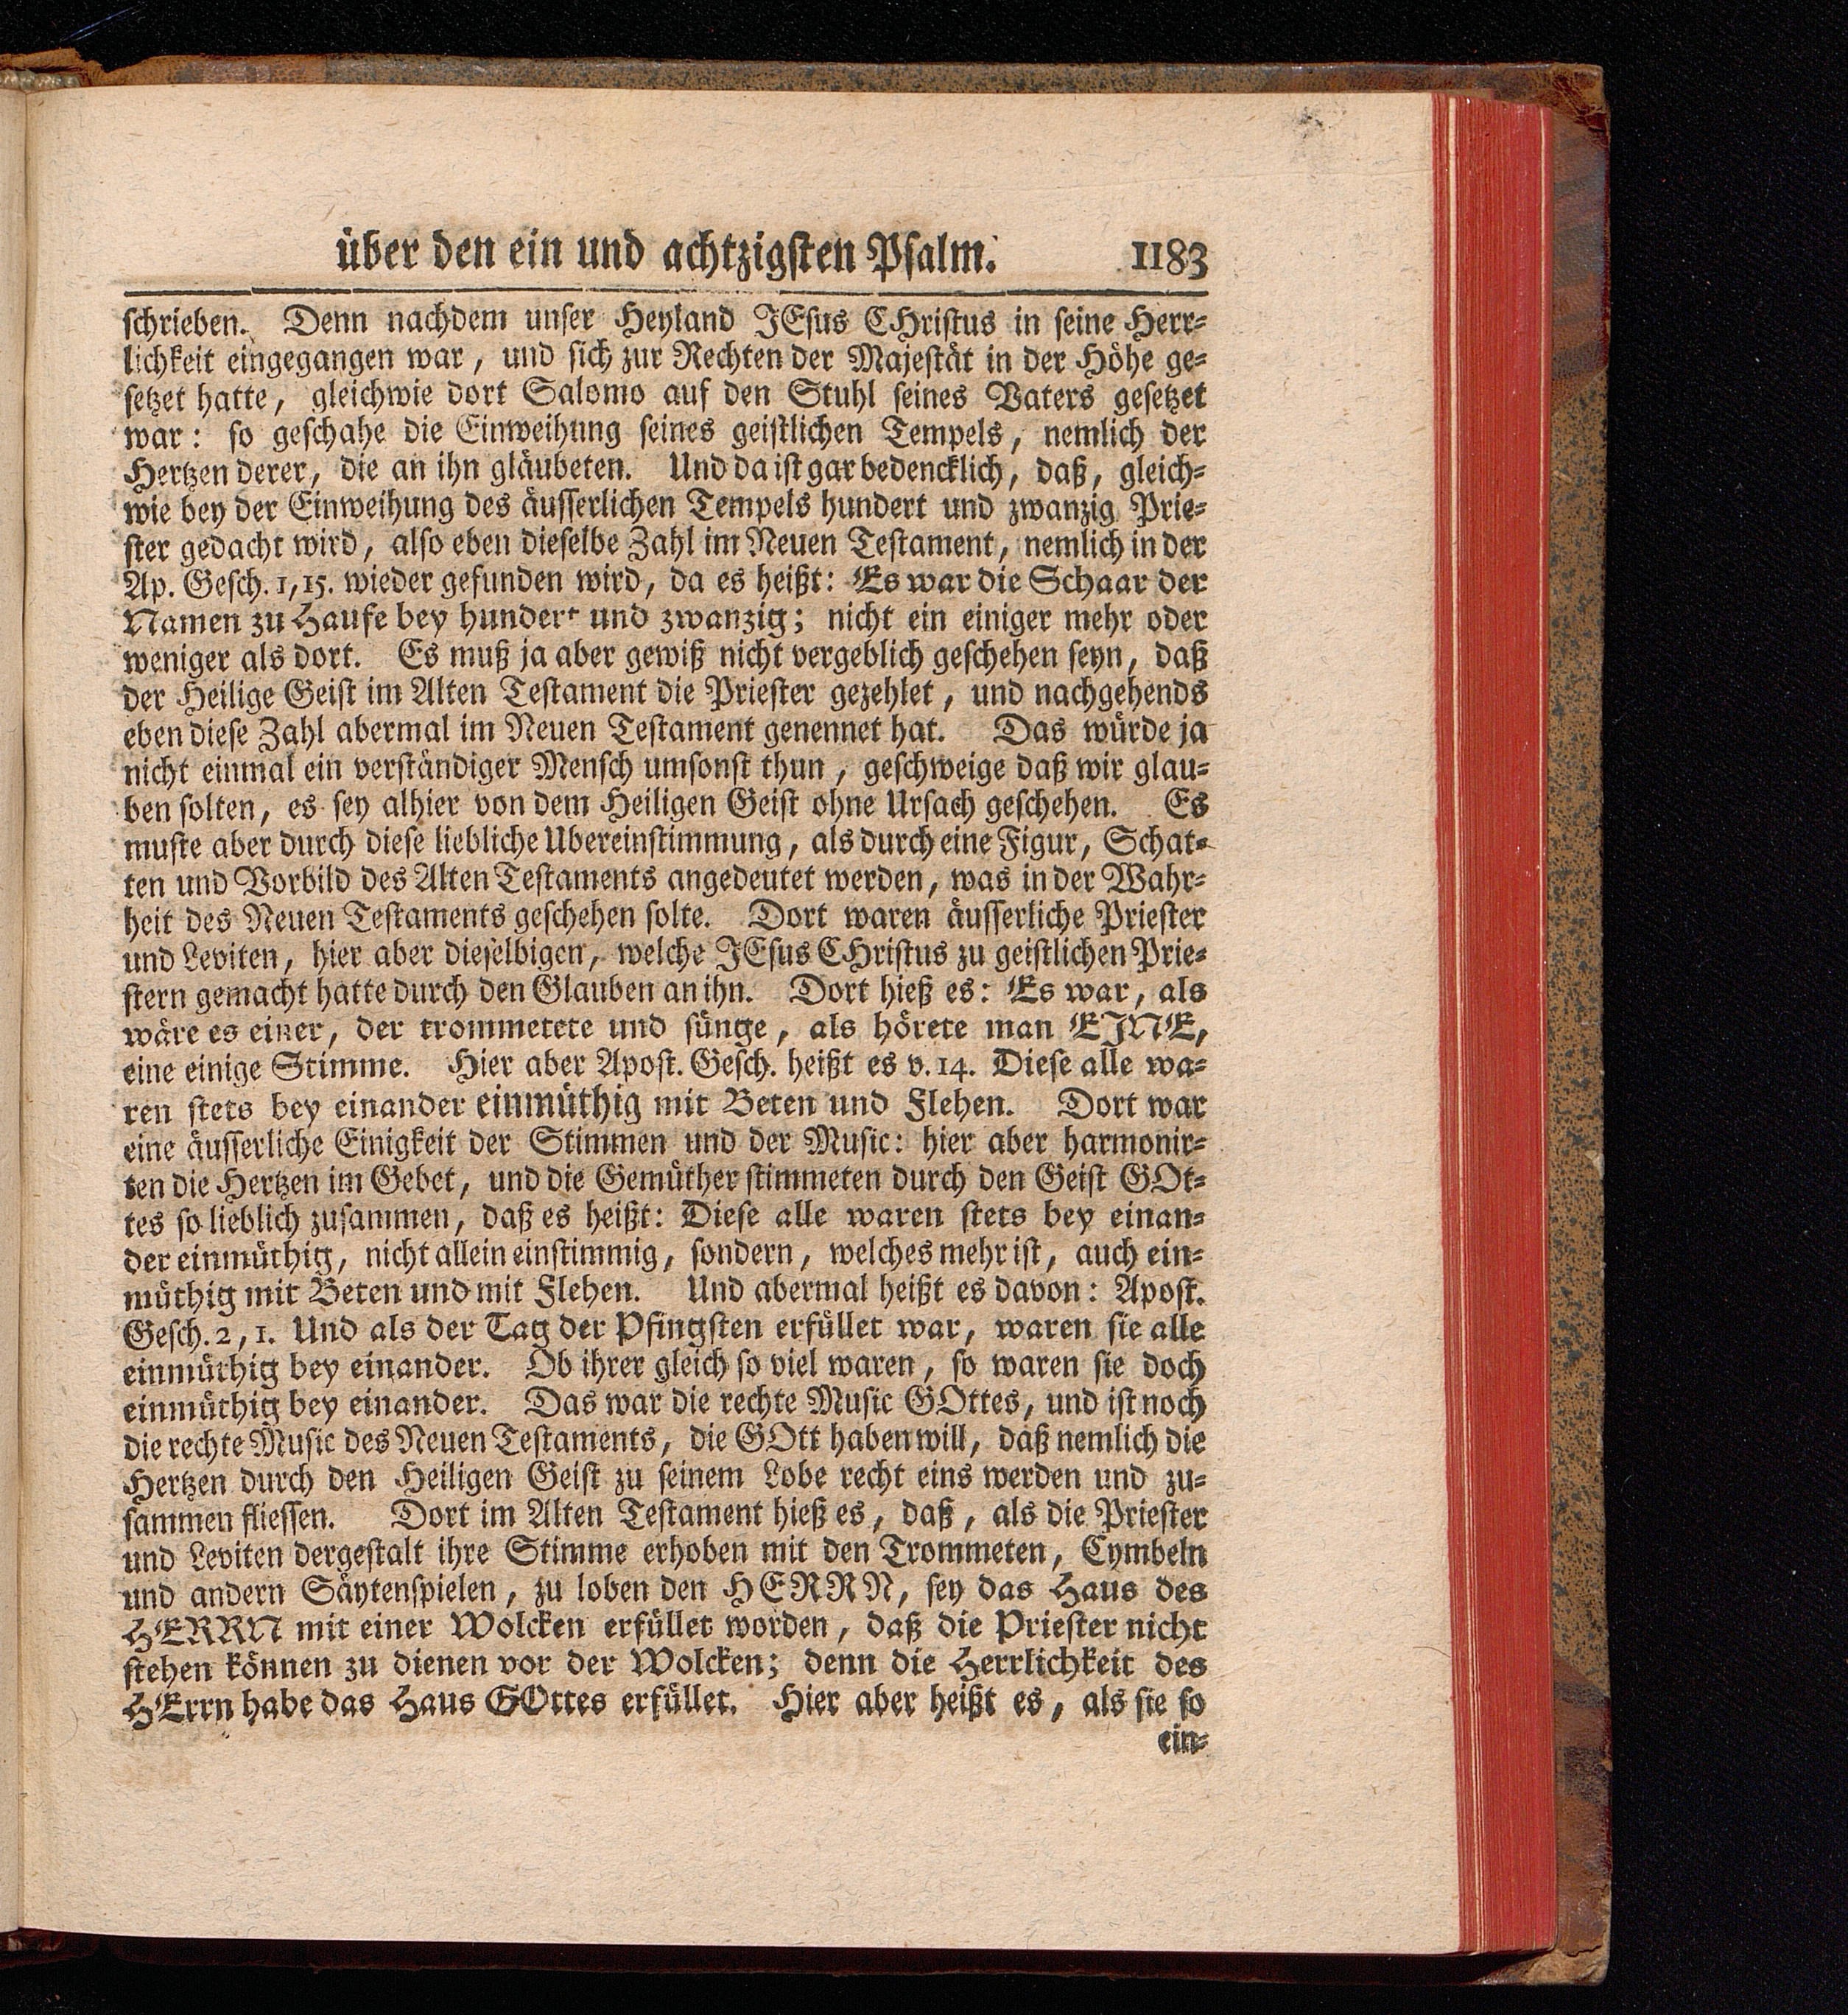 über den ein und achtzigsten Psalm. 1183
schrieben. Denn nachdem unser Heyland JEsus CHristus in seine Herr-
lichkeit eingegangen war, und sich zur Rechten der Majestät in der Höhe ge-
setzet hatte, gleichwie dort Salomo auf den Stuhl seines Vaters gesetzet
war: so geschahe die Einweihung seines geistlichen Tempels, nemlich der
Hertzen derer, die an ihn gläubeten. Und da ist gar bedencklich, daß, gleich-
wie bey der Einweihung des äusserlichen Tempels hundert und zwanzig Prie-
ster gedacht wird, also eben dieselbe Zahl im Neuen Testament, nemlich in der
Ap. Gesch. 1, 15. wieder gefunden wird, da es heißt: Es war die Schaar der
Namen zu Haufe bey hundert und zwanzig; nicht ein einiger mehr oder
weniger als dort. Es muß ja aber gewiß nicht vergeblich geschehen seyn, daß
der Heilige Geist im Alten Testament die Priester gezehlet, und nachgehends
eben diese Zahl abermal im Neuen Testament genennet hat. Das würde ja
nicht einmal ein verständiger Mensch umsonst thun, geschweige daß wir glau-
ben solten, es sey alhier von dem Heiligen Geist ohne Ursach geschehen. Es
muste aber durch diese liebliche Ubereinstimmung, als durch eine Figur, Schat-
ten und Vorbild des Alten Testaments angedeutet werden, was in der Wahr-
heit des Neuen Testaments geschehen solte. Dort waren äusserliche Priester
und Leviten, hier aber dieselbigen, welche JEsus CHristus zu geistlichen Prie-
stern gemacht hatte durch den Glauben an ihn. Dort hieß es: Es war, als
wäre es einer, der trommetete und sünge, als hörete man EINE,
eine einige Stimme. Hier aber Apost. Gesch. heißt es v. 14. Diese alle wa-
ren stets bey einander einmüthig mit Beten und Flehen. Dort war
eine äusserliche Einigkeit der Stimmen und der Music: hier aber harmonir-
ten die Hertzen im Gebet, und die Gemüther stimmeten durch den Geist GOt-
tes so lieblich zusammen, daß es heißt: Diese alle waren stets bey einan-
der einmüthig, nicht allein einstimmig, sondern, welches mehr ist, auch ein-
müthig mit Beten und mit Flehen. Und abermal heißt es davon: Apost.
Gesch. 2, 1. Und als der Tag der Pfingsten erfüllet war, waren sie alle
einmüthig bey einander. Ob ihrer gleich so viel waren, so waren sie doch
einmüthig bey einander. Das war die rechte Music GOttes, und ist noch
die rechte Music des Neuen Testaments, die GOtt haben will, daß nemlich die
Hertzen durch den Heiligen Geist zu seinem Lobe recht eins werden und zu-
sammen fliessen. Dort im Alten Testament hieß es, daß, als die Priester
und Leviten dergestalt ihre Stimme erhoben mit den Trommeten, Cymbeln
und andern Säytenspielen, zu loben den HERRN, sey das Haus des
HERRN mit einer Wolcken erfüllet worden, daß die Priester nicht
stehen können zu dienen vor der Wolcken; denn die Herrlichkeit des
HErrn habe das Haus GOttes erfüllet. Hier aber heißt es, als sie so
ein-